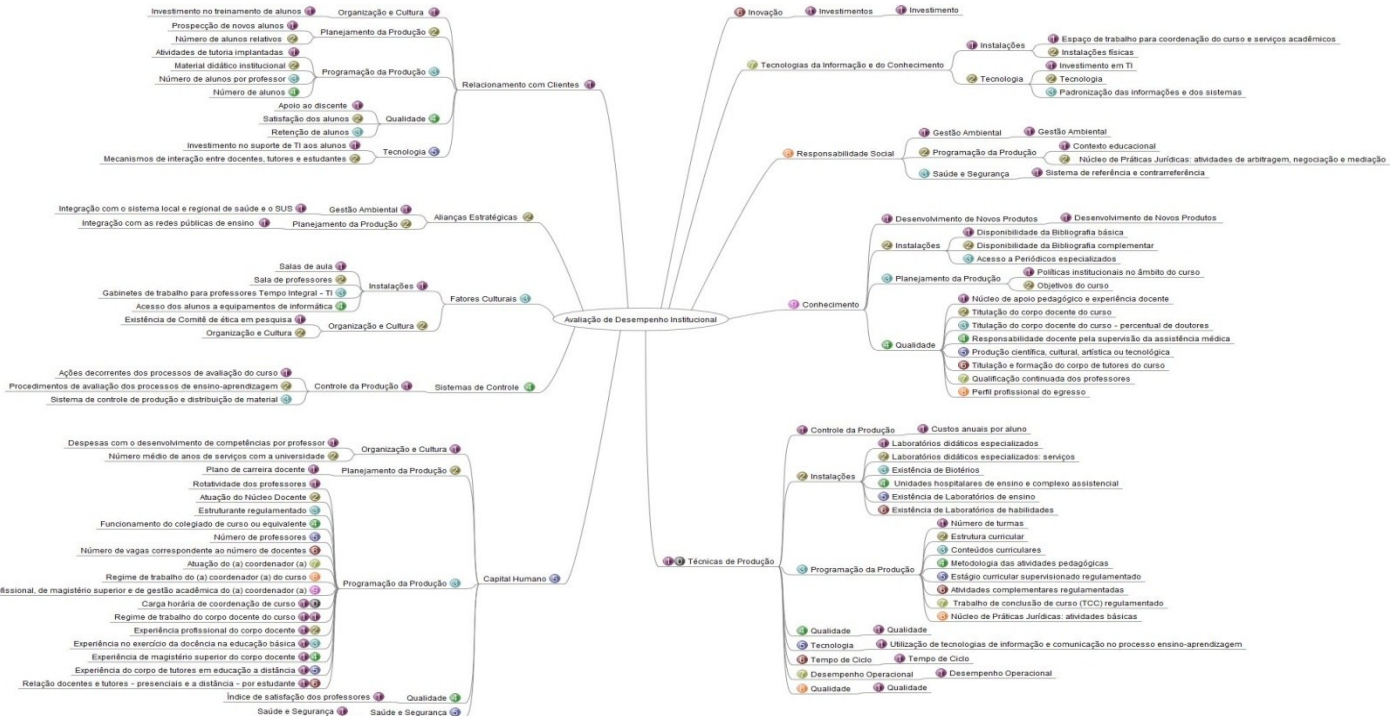 Avaliação de Desempenho Institucional
Relacionamento com Clientes
Organização e Cultura
Investimento no treinamento de alunos
Planejamento da Produção
Prospecção de novos alunos
Número de alunos relativos
Programação da Produção
Atividades de tutoria implantadas
Material didático institucional
Número de alunos por professor
Número de alunos
Qualidade
Apoio ao discente
Satisfação dos alunos
Retenção de alunos
Tecnologia
Investimento no suporte de TI aos alunos
Mecanismos de interação entre docentes, tutores e estudantes
Alianças Estratégicas
Gestão Ambiental
Integração com o sistema local e regional de saúde e o SUS
Planejamento da Produção
Integração com as redes públicas de ensino
Fatores Culturais
Instalações
Salas de aula
Sala de professores
Gabinetes de trabalho para professores Tempo Integral - TI
Acesso dos alunos a equipamentos de informática
Organização e Cultura
Existência de Comitê de ética em pesquisa
Organização e Cultura
Sistemas de Controle
Controle da Produção
Ações decorrentes dos processos de avaliação do curso
Procedimentos de avaliação dos processos de ensino-aprendizagem
Sistema de controle de produção e distribuição de material
Capital Humano
Organização e Cultura
Despesas com o desenvolvimento de competências por professor
Número médio de anos de serviços com a universidade
Planejamento da Produção
Plano de carreira docente
Programação da Produção
Rotatividade dos professores
Atuação do Núcleo Docente
Estruturante regulamentado
Funcionamento do colegiado de curso ou equivalente
Número de professores
Número de vagas correspondente ao número de docentes
Atuação do (a) coordenador (a)
Regime de trabalho do (a) coordenador (a) do curso
fissional, de magistério superior e de gestão acadêmica do (a) coordenador (a)
Carga horária de coordenação de curso
Regime de trabalho do corpo docente do curso
Experiência profissional do corpo docente
Experiência no exercício da docência na educação básica
Experiência de magistério superior do corpo docente
Experiência do corpo de tutores em educação a distância
Relação docentes e tutores - presenciais e a distância - por estudante
Qualidade
Índice de satisfação dos professores
Saúde e Segurança
Saúde e Segurança
Inovação
Investimentos
Investimento
Tecnologias da Informação e do Conhecimento
Instalações
Espaço de trabalho para coordenação do curso e serviços acadêmicos
Instalações físicas
Tecnologia
Investimento em TI
Tecnologia
Padronização das informações e dos sistemas
Responsabilidade Social
Gestão Ambiental
Gestão Ambiental
Programação da Produção
Contexto educacional
Núcleo de Práticas Jurídicas: atividades de arbitragem, negociação e mediação
Saúde e Segurança
Sistema de referência e contrarreferência
Conhecimento
Desenvolvimento de Novos Produtos
Desenvolvimento de Novos Produtos
Instalações
Disponibilidade da Bibliografia básica
Disponibilidade da Bibliografia complementar
Acesso a Periódicos especializados
Planejamento da Produção
Políticas institucionais no âmbito do curso
Objetivos do curso
Qualidade
Núcleo de apoio pedagógico e experiência docente
Titulação do corpo docente do curso
Titulação do corpo docente do curso - percentual de doutores
Responsabilidade docente pela supervisão da assistência médica
Produção científica, cultural, artística ou tecnológica
Titulação e formação do corpo de tutores do curso
Qualificação continuada dos professores
Perfil profissional do egresso
Técnicas de Produção
Controle da Produção
Custos anuais por aluno
Instalações
Laboratórios didáticos especializados
Laboratórios didáticos especializados: serviços
Existência de Biotérios
Unidades hospitalares de ensino e complexo assistencial
Existência de Laboratórios de ensino
Existência de Laboratórios de habilidades
Programação da Produção
Número de turmas
Estrutura curricular
Conteúdos curriculares
Metodologia das atividades pedagógicas
Estágio curricular supervisionado regulamentado
Atividades complementares regulamentadas
Trabalho de conclusão de curso (TCC) regulamentado
Núcleo de Práticas Jurídicas: atividades básicas
Qualidade
Qualidade
Tecnologia
Utilização de tecnologias de informação e comunicação no processo ensino-aprendizagem
Tempo de Ciclo
Tempo de Ciclo
Desempenho Operacional
Desempenho Operacional
Qualidade
Qualidade